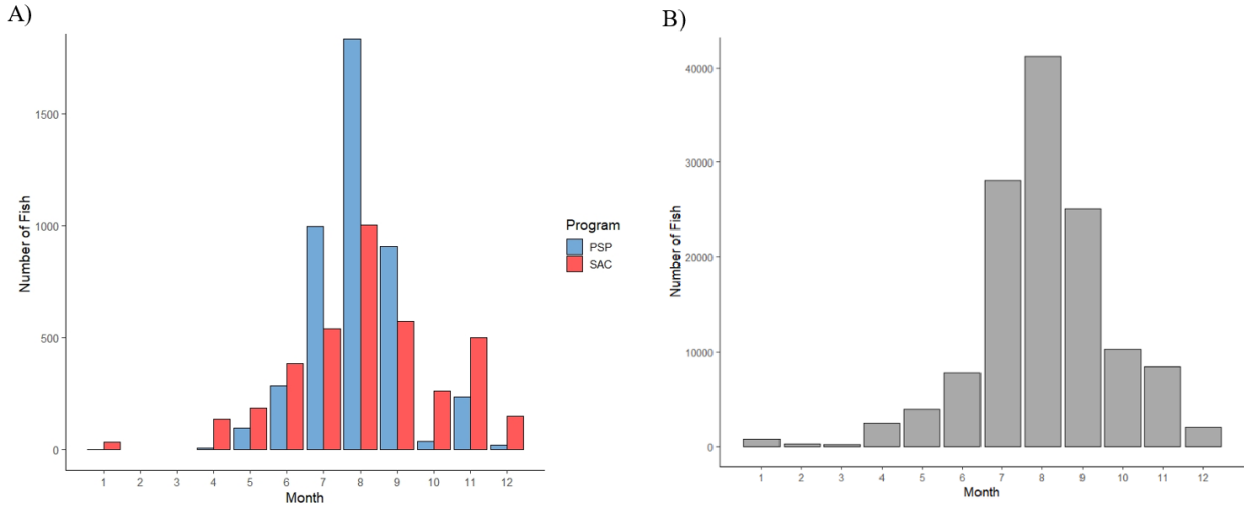 A)
Number of Fish
1500
1000
500
0
1 2 3 4 5 6 7 8 9 10 11 12
Month
Program
PSP
SAC
B)
Number of Fish
40000
30000
20000
10000
0
1 2 3 4 5 6 7 8 9 10 11 12
Month